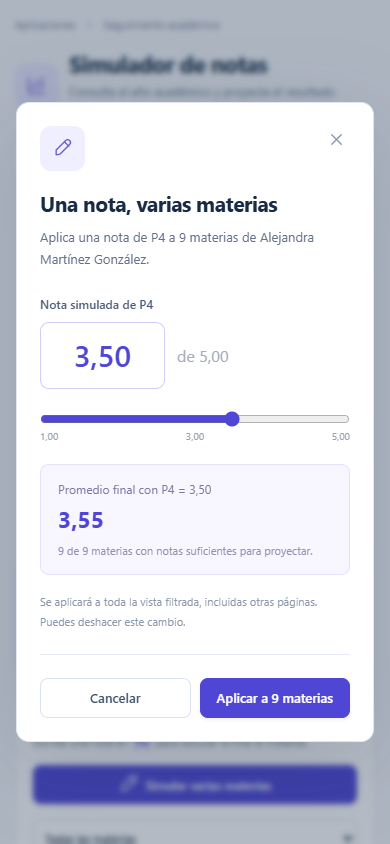 Simulador de notas
Una nota, varias materias
Aplica una nota de P4 a 9 materias de Alejandra
Martínez González.
Nota simulada de P4
3,50
de 5,00
1,00
3,00
5,00
Promedio final con P4 = 3,50
3,55
9 de 9 materias con notas suficientes para proyectar.
Se aplicará a toda la vista filtrada, incluidas otras páginas.
Puedes deshacer este cambio.
Cancelar
Aplicar a 9 materias
Simular varias materias